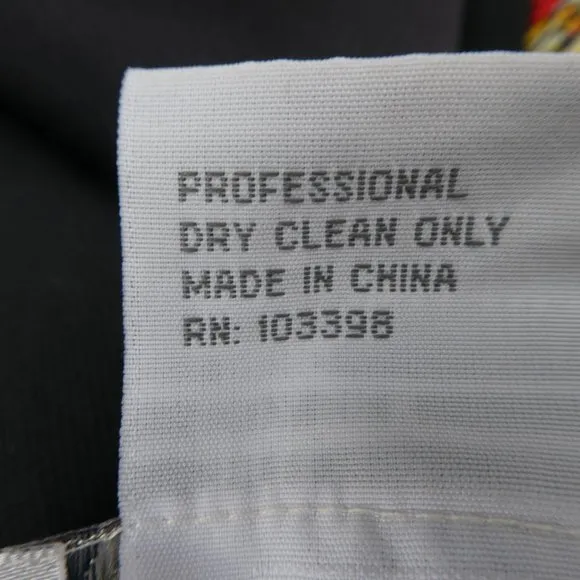 PROFESSIONAL
DRY CLEAN ONLY
MADE IN CHINA
RN: 103398